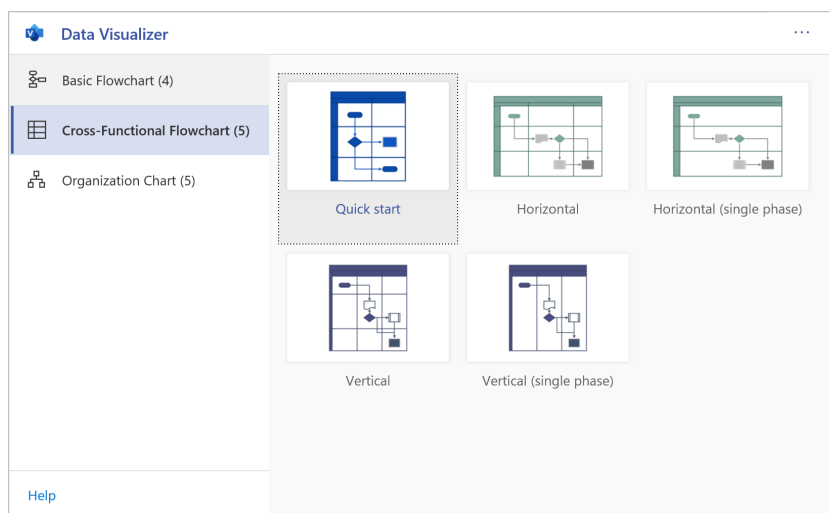 Data Visualizer
Basic Flowchart (4)
Cross-Functional Flowchart (5)
Organization Chart (5)
Quick start
Horizontal
Horizontal (single phase)
Vertical
Vertical (single phase)
Help